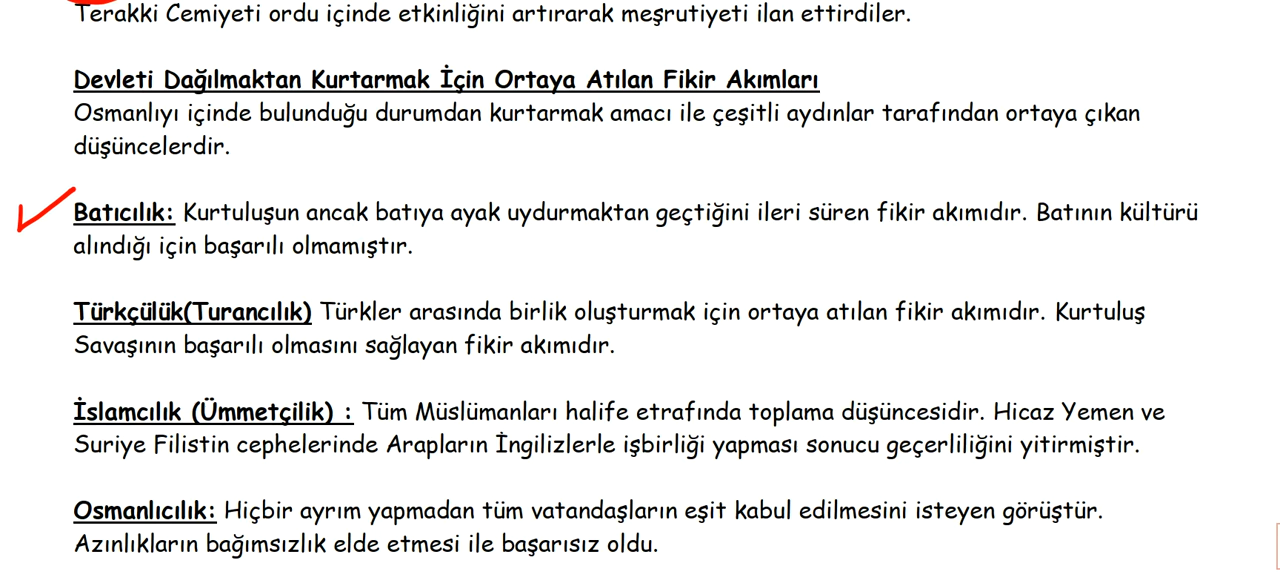 Terakki Cemiyeti ordu içinde etkinliğini artırarak meşrutiyeti ilan ettirdiler.
Devleti Dağılmaktan Kurtarmak İçin Ortaya Atılan Fikir Akımları
Osmanlıyı içinde bulunduğu durumdan kurtarmak amacı ile çeşitli aydınlar tarafından ortaya çıkan
düşüncelerdir.
Batıcılık: Kurtuluşun ancak batıya ayak uydurmaktan geçtiğini ileri süren fikir akımıdır. Batının kültürü
alındığı için başarılı olmamıştır.
Türkçülük(Turancılık) Türkler arasında birlik oluşturmak için ortaya atılan fikir akımıdır. Kurtuluş
Savaşının başarılı olmasını sağlayan fikir akımıdır.
İslamcılık (Ümmetçilik) : Tüm Müslümanları halife etrafında toplama düşüncesidir. Hicaz Yemen ve
Suriye Filistin cephelerinde Arapların İngilizlerle işbirliği yapması sonucu geçerliliğini yitirmiştir.
Osmanlıcılık: Hiçbir ayrım yapmadan tüm vatandaşların eşit kabul edilmesini isteyen görüştür.
Azınlıkların bağımsızlık elde etmesi ile başarısız oldu.